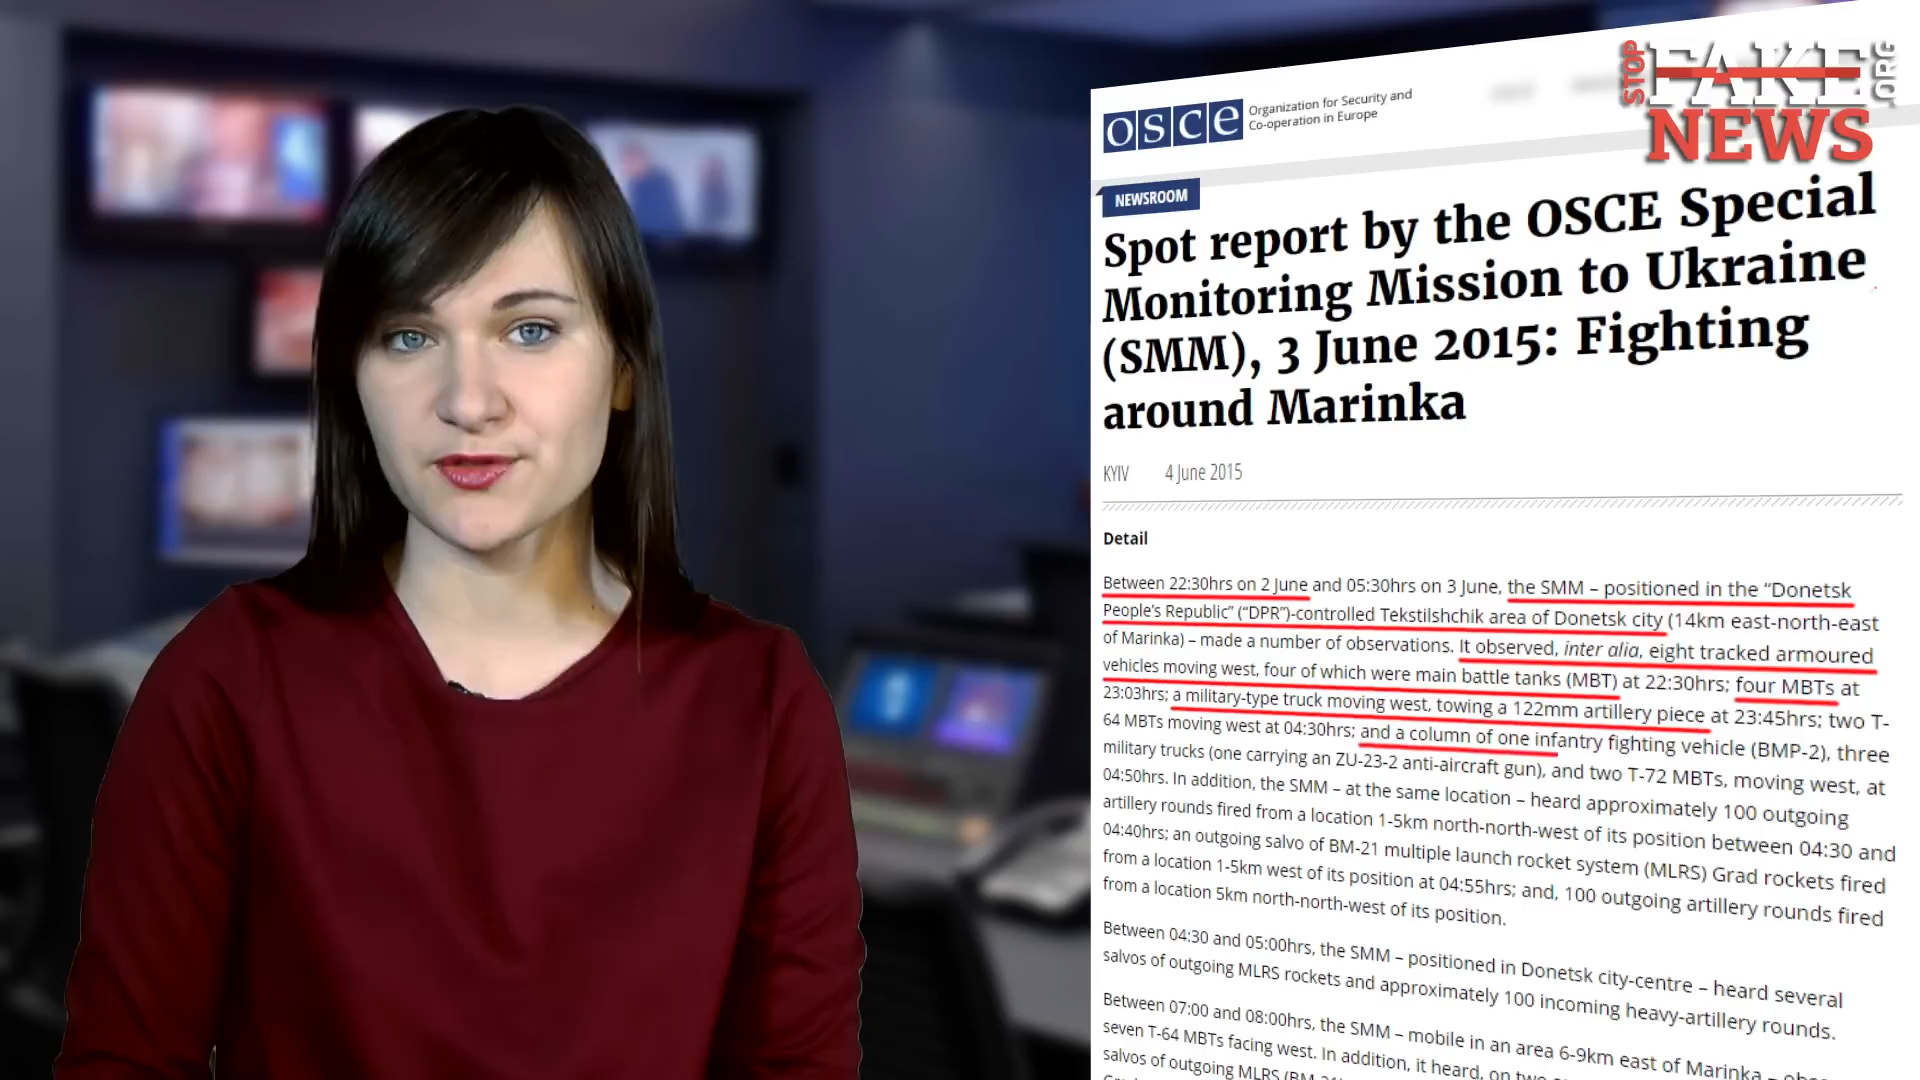 STOP FAKE .ORG
NEWS
osce Organization for Security and
Co-operation in Europe
NEWSROOM
Spot report by the OSCE Special
Monitoring Mission to Ukraine
(SMM), 3 June 2015: Fighting
around Marinka
KYIV 4 June 2015
Detail
Between 22:30hrs on 2 June and 05:30hrs on 3 June, the SMM – positioned in the “Donetsk
People’s Republic” (“DPR”)-controlled Tekstilshchik area of Donetsk city (14km east-north-east
of Marinka) – made a number of observations. It observed, inter alia, eight tracked armoured
vehicles moving west, four of which were main battle tanks (MBT) at 22:30hrs; four MBTs at
23:03hrs; a military-type truck moving west, towing a 122mm artillery piece at 23:45hrs; two T-
64 MBTs moving west at 04:30hrs; and a column of one infantry fighting vehicle (BMP-2), three
military trucks (one carrying an ZU-23-2 anti-aircraft gun), and two T-72 MBTs, moving west, at
04:50hrs. In addition, the SMM – at the same location – heard approximately 100 outgoing
artillery rounds fired from a location 1-5km north-north-west of its position between 04:30 and
04:40hrs; an outgoing salvo of BM-21 multiple launch rocket system (MLRS) Grad rockets fired
from a location 1-5km west of its position at 04:55hrs; and, 100 outgoing artillery rounds fired
from a location 5km north-north-west of its position.
Between 04:30 and 05:00hrs, the SMM – positioned in Donetsk city-centre – heard several
salvos of outgoing MLRS rockets and approximately 100 incoming heavy-artillery rounds.
Between 07:00 and 08:00hrs, the SMM – mobile in an area 6-9km east of Marinka –
seven T-64 MBTs facing west. In addition, it heard, on two
salvos of outgoing MLRS (BM-21